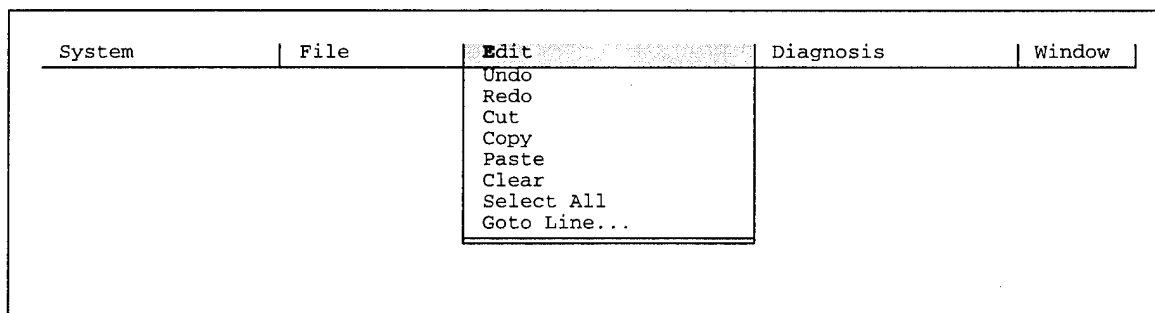 System File Edit Diagnosis Window
Undo
Redo
Cut
Copy
Paste
Clear
Select All
Goto Line...